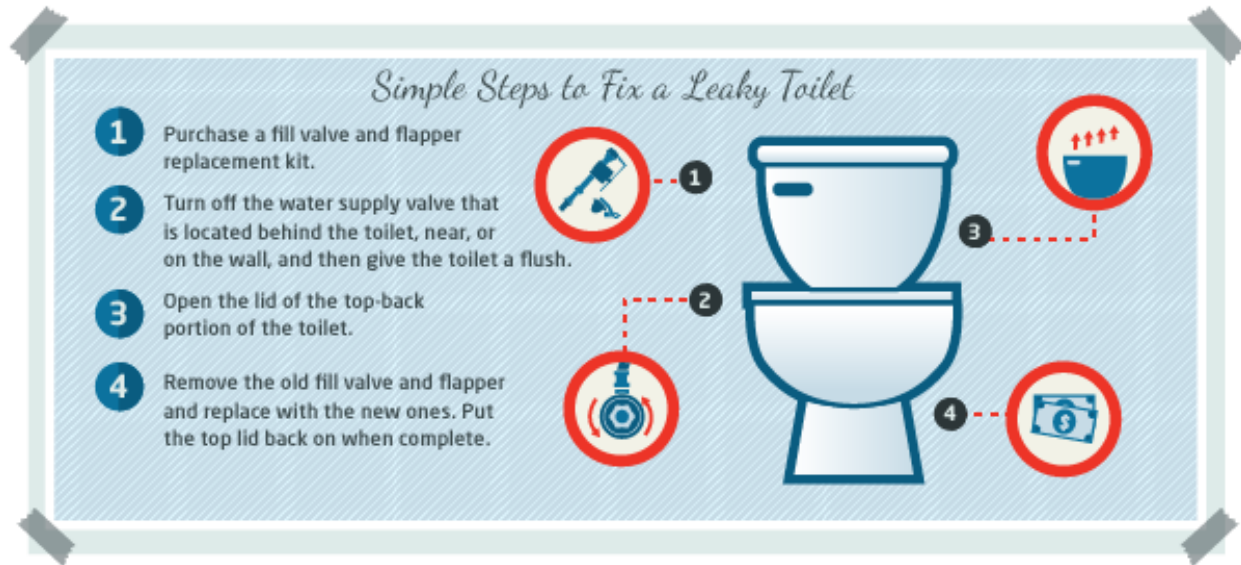 Simple Steps to Fix a Leaky Toilet
1
Purchase a fill valve and flapper
replacement kit.
2
Turn off the water supply valve that
is located behind the toilet, near, or
on the wall, and then give the toilet a flush.
3
Open the lid of the top-back
portion of the toilet.
4
Remove the old fill valve and flapper
and replace with the new ones. Put
the top lid back on when complete.
1
2
3
4
$